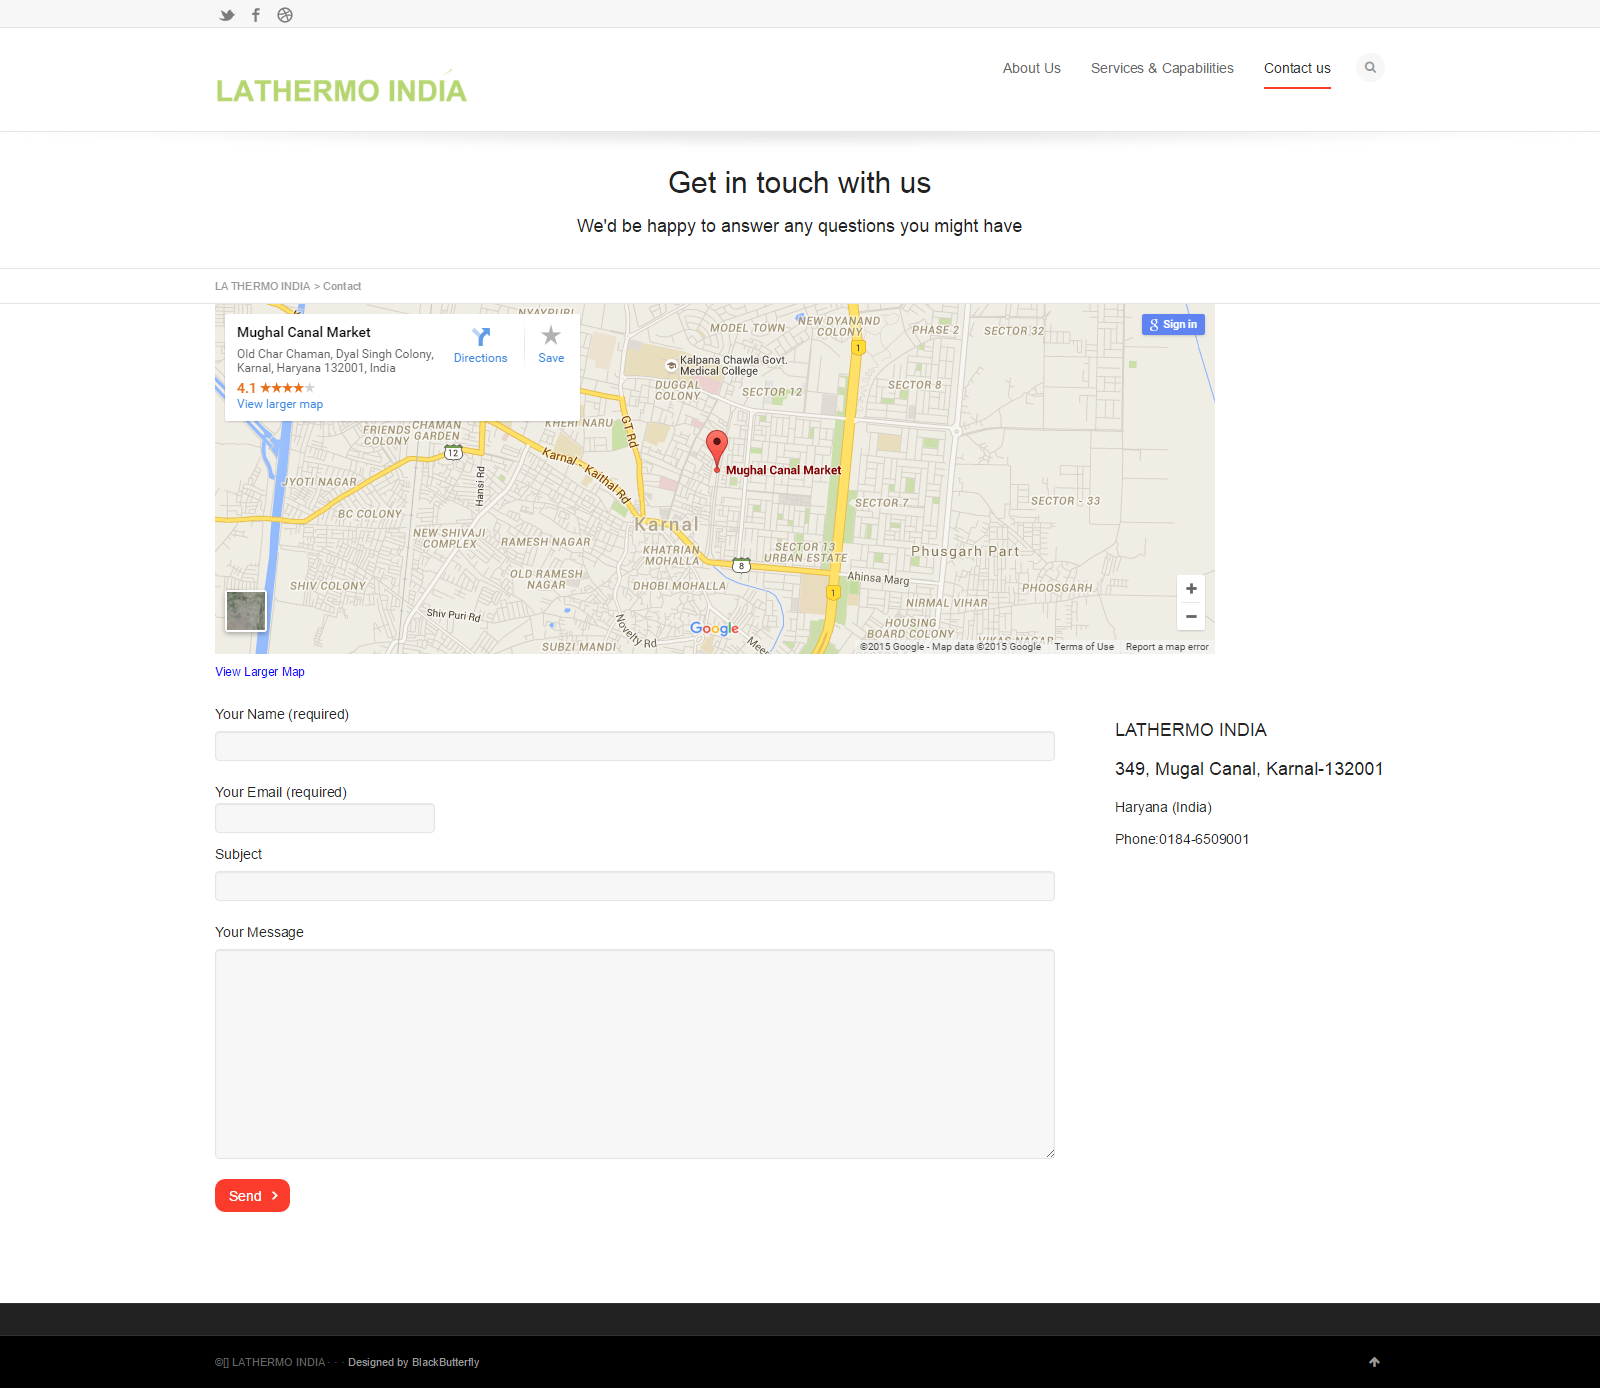 LATHERMO INDIA
About Us
Services & Capabilities
Contact us
Get in touch with us
We'd be happy to answer any questions you might have
LA THERMO INDIA > Contact
Mughal Canal Market
Old Char Chaman, Dyal Singh Colony,
Karnal, Haryana 132001, India
4.1
View larger map
Directions
Save
Sign in
MODEL TOWN
NEW DYANAND
COLONY
PHASE 2
SECTOR 32
1
Kalpana Chawla Govt.
Medical College
DUGGAL
COLONY
SECTOR 12
SECTOR 8
GT Rd
KHERI NARU
FRIENDS
COLONY
CHAMAN
GARDEN
12
Karnal - Kaithal Rd
Hansi Rd
Mughal Canal Market
JYOTI NAGAR
BC COLONY
SECTOR 7
SECTOR - 33
Karnal
NEW SHIVAJI
COMPLEX
RAMESH NAGAR
KHATRIAN
MOHALLA
SECTOR 13
URBAN ESTATE
Phusgarh Part
8
OLD RAMESH
NAGAR
SHIV COLONY
DHOBI MOHALLA
Ahinsa Marg
PHOOSGARH
1
NIRMAL VIHAR
Shiv Puri Rd
Novelty Rd
Google
HOUSING
BOARD COLONY
SUBZI MANDI
©2015 Google - Map data ©2015 Google
Terms of Use
Report a map error
View Larger Map
Your Name (required)
LATHERMO INDIA
349, Mugal Canal, Karnal-132001
Your Email (required)
Haryana (India)
Phone:0184-6509001
Subject
Your Message
Send
©[] LATHERMO INDIA · · · Designed by BlackButterfly